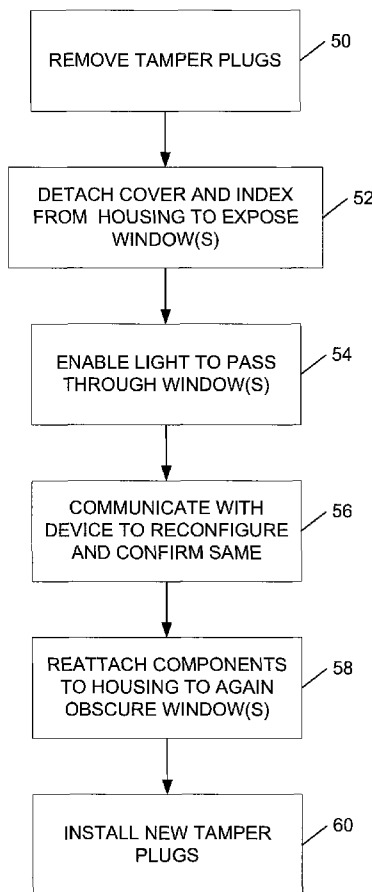 REMOVE TAMPER PLUGS
50
DETACH COVER AND INDEX
FROM HOUSING TO EXPOSE
WINDOW(S)
52
ENABLE LIGHT TO PASS
THROUGH WINDOW(S)
54
COMMUNICATE WITH
DEVICE TO RECONFIGURE
AND CONFIRM SAME
56
REATTACH COMPONENTS
TO HOUSING TO AGAIN
OBSCURE WINDOW(S)
58
INSTALL NEW TAMPER
PLUGS
60